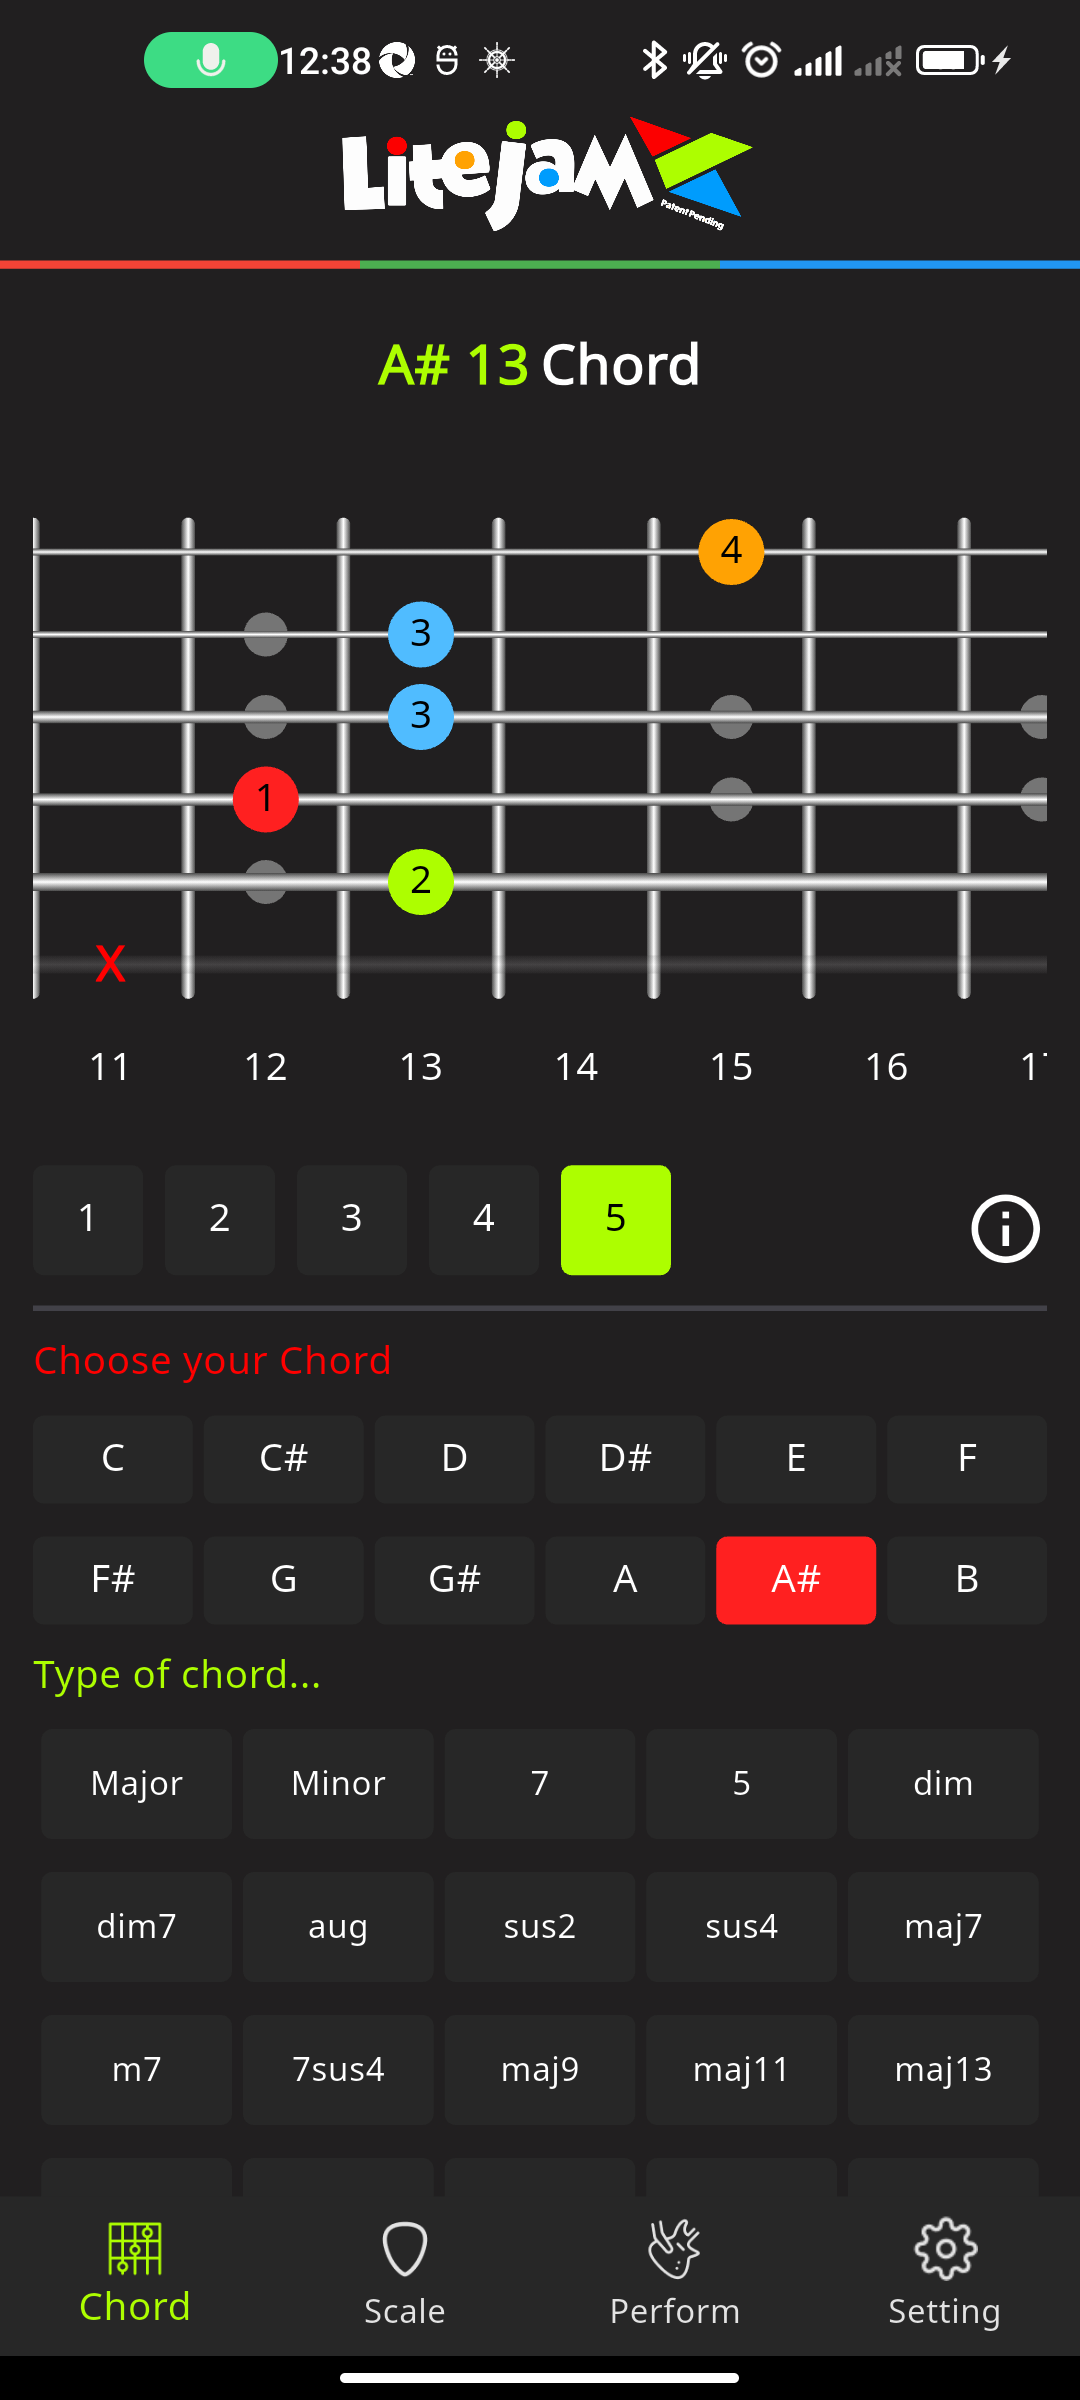 12:38
Litejam
Patent Pending
A# 13 Chord
4
3
3
1
2
X
11 12 13 14 15 16
1 2 3 4 5
Choose your Chord
C C# D D# E F
F# G G# A A# B
Type of chord...
Major Minor 7 5 dim
dim7 aug sus2 sus4 maj7
m7 7sus4 maj9 maj11 maj13
Chord Scale Perform Setting